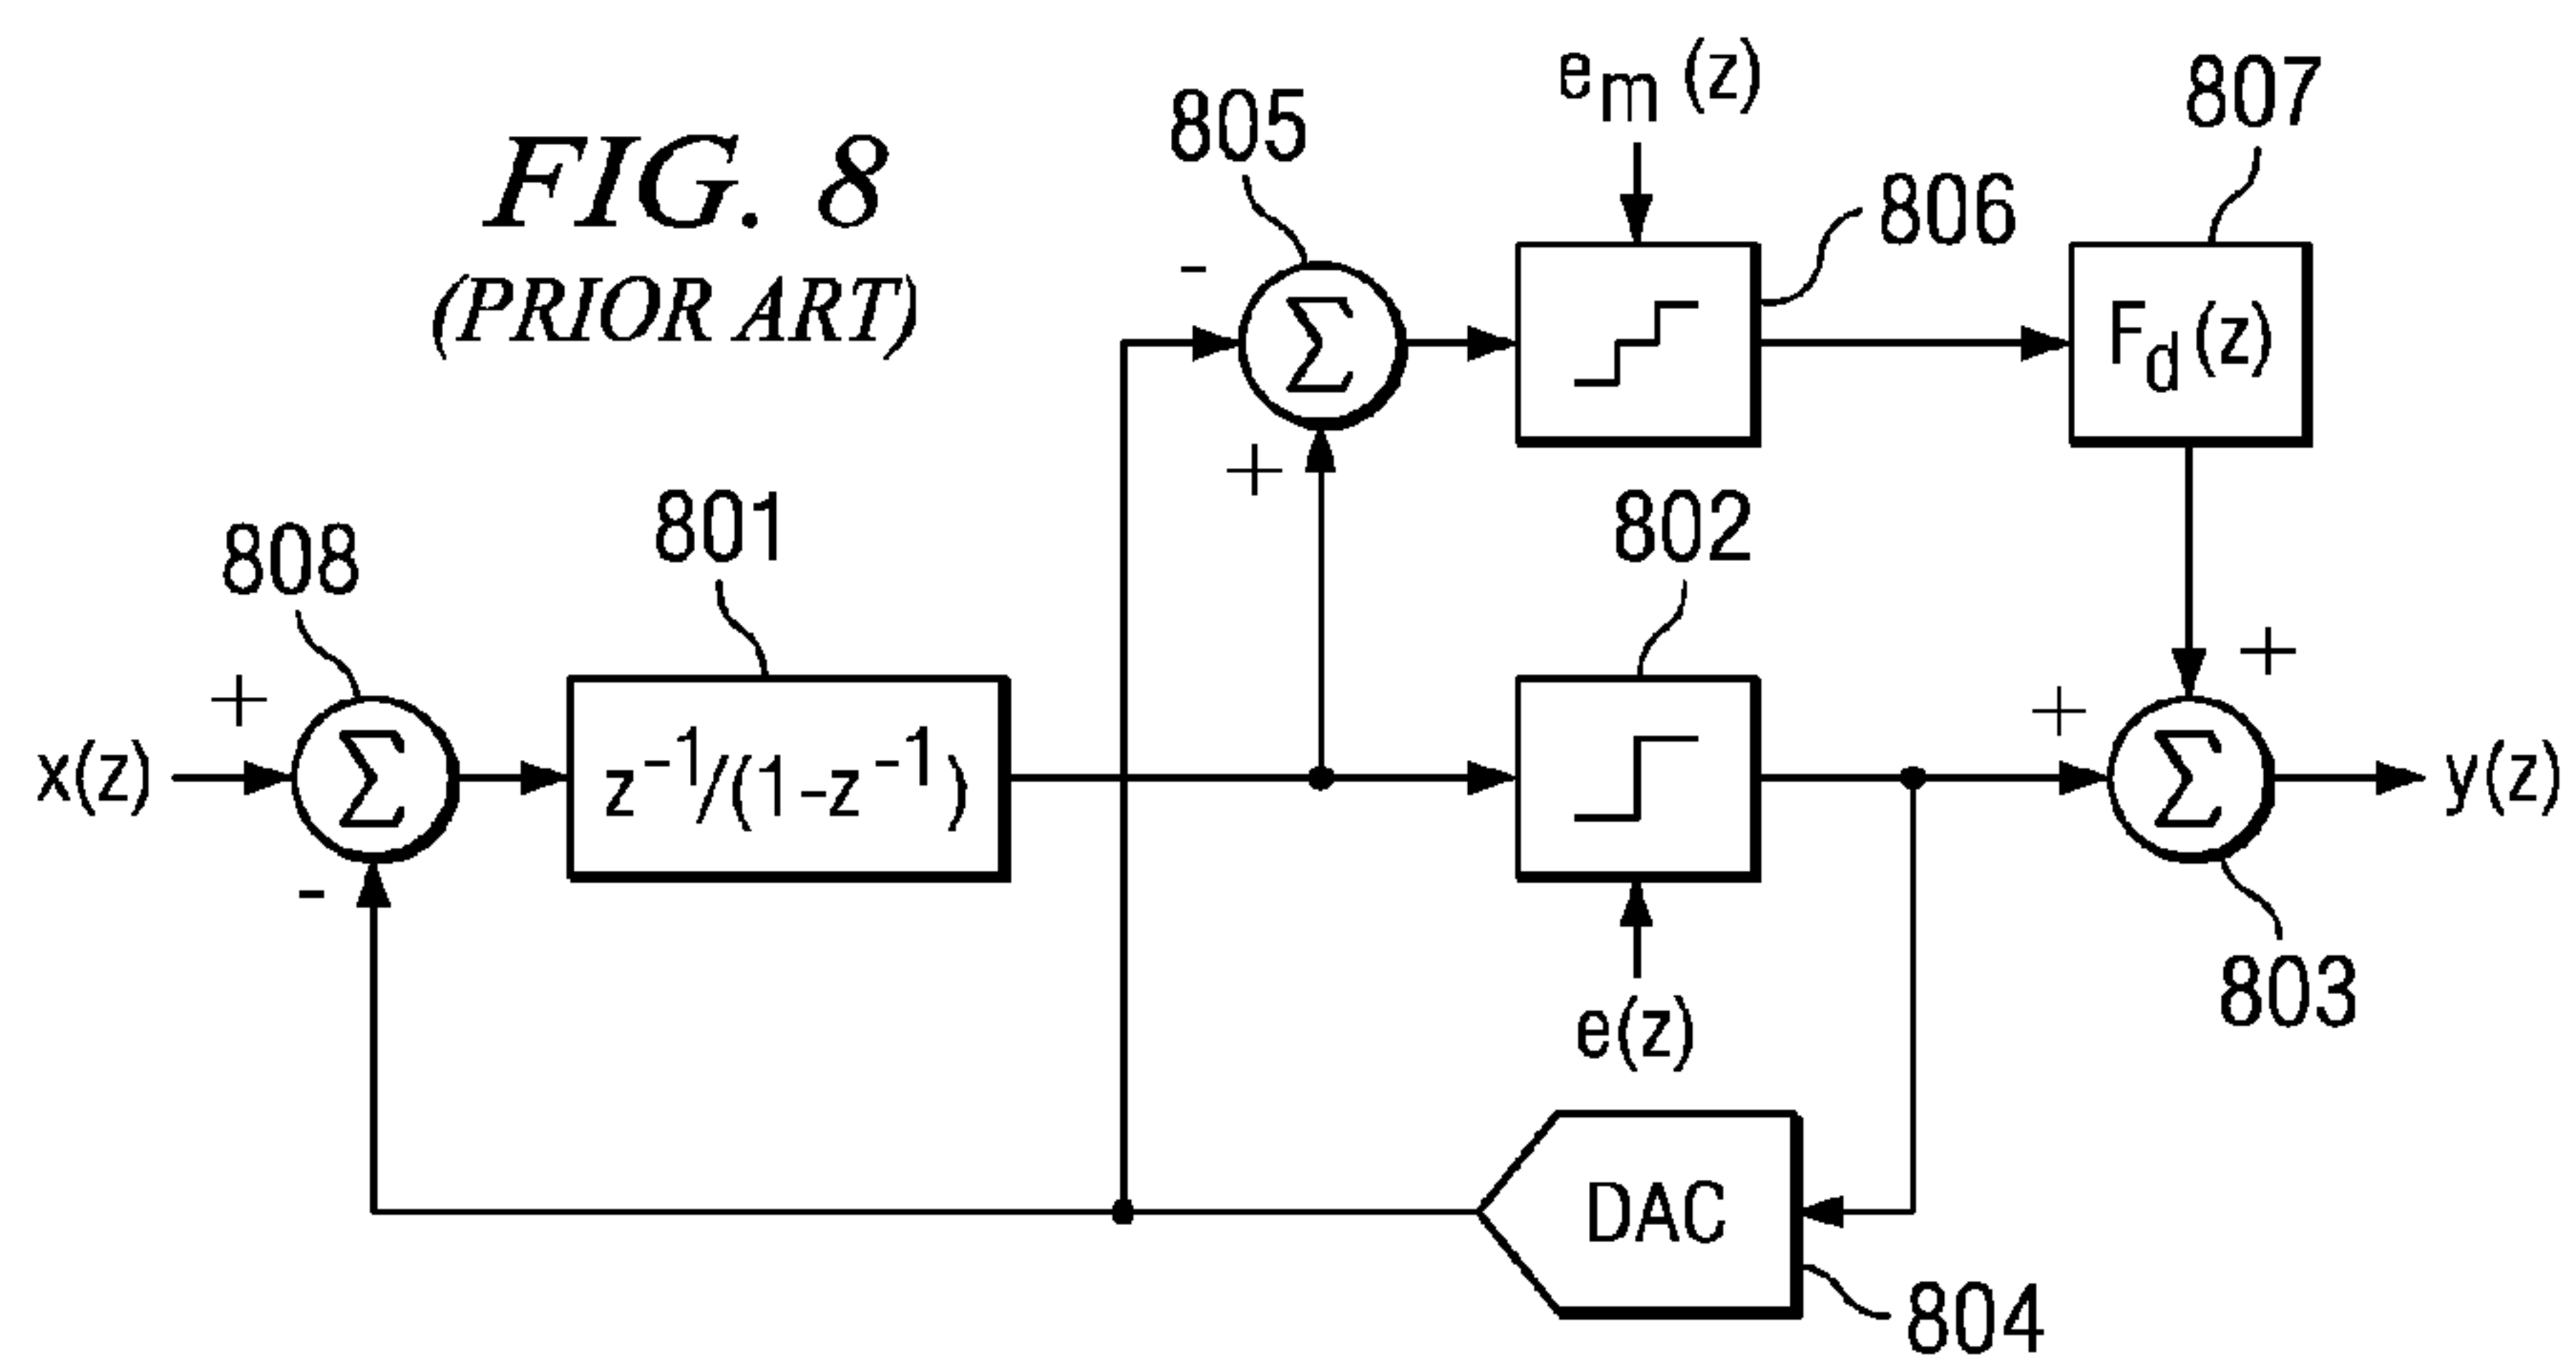 FIG. 8
(PRIOR ART)
805
e_m (z)
807
806
Σ
F_d (z)
-
+
808
801
802
+
+
+
x(z)
Σ
z^-1/(1-z^-1)
Σ
y(z)
-
e(z)
803
DAC
804